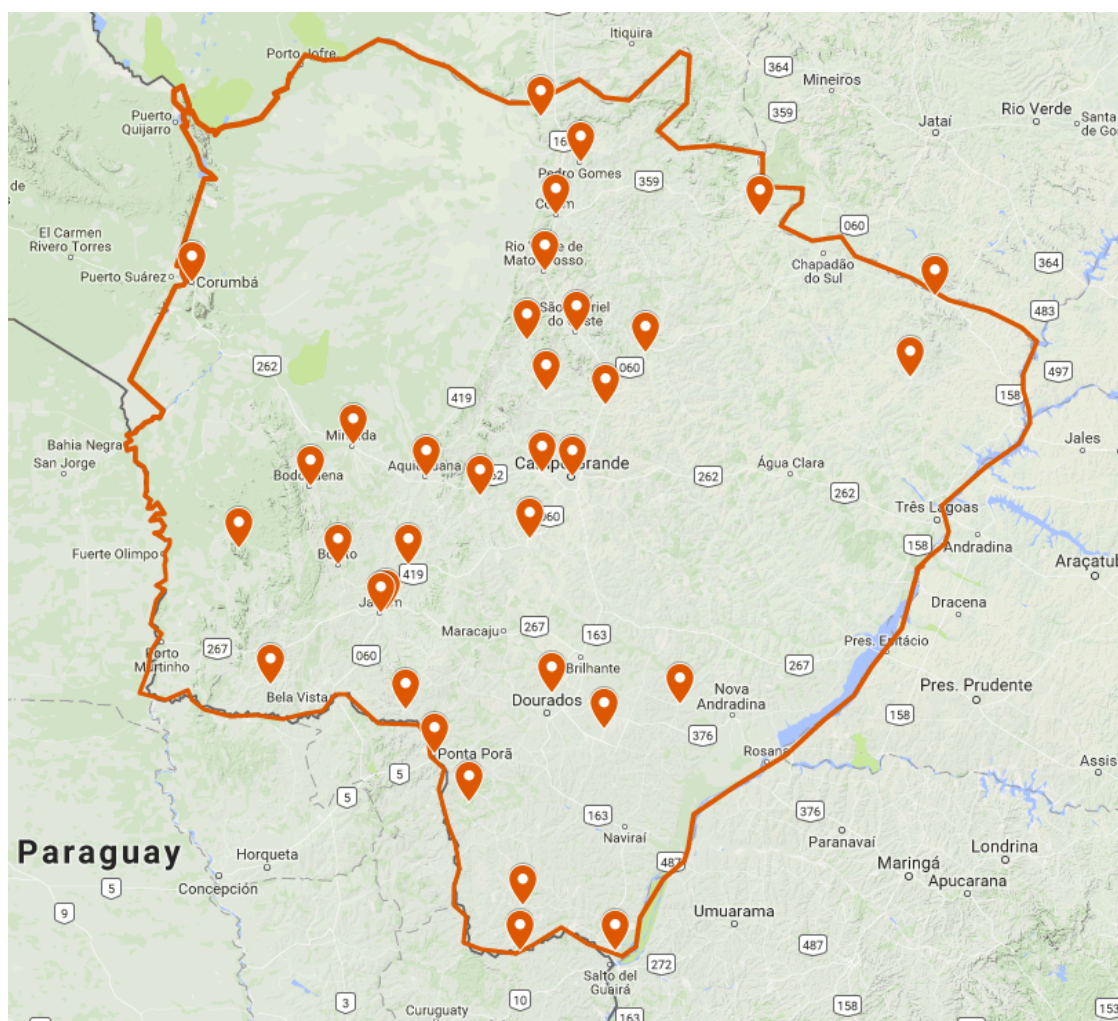 Itiquira
Porto Jofre
364
Mineiros
Rio Verde
359
Puerto
Quijarro
Jataí
Santa
de Go
Pedro Gomes
359
de
s
060
El Carmen
Rivero Torres
Mato
Chapadão
do Sul
364
Puerto Suárez
Corumbá
483
262
060
497
158
419
Bahia Negra
San Jorge
Jales
Grande
262
Água Clara
262
Três Lagoas
060
Fuerte Olimpo
158
Andradina
Araçatub
419
Dracena
Maracaju
267
163
Pres. Epitácio
Porto
Murtinho
267
060
Brilhante
267
Bela Vista
Dourados
Nova
Andradina
Pres. Prudente
158
376
Rosana
Ponta Porã
5
Assis
5
163
376
Naviraí
Paranavaí
Paraguay
Horqueta
487
Londrina
Maringá
5
Concepción
Apucarana
9
Umuarama
487
272
Salto del
Guairá
3
10
158
Curuguaty
163
153